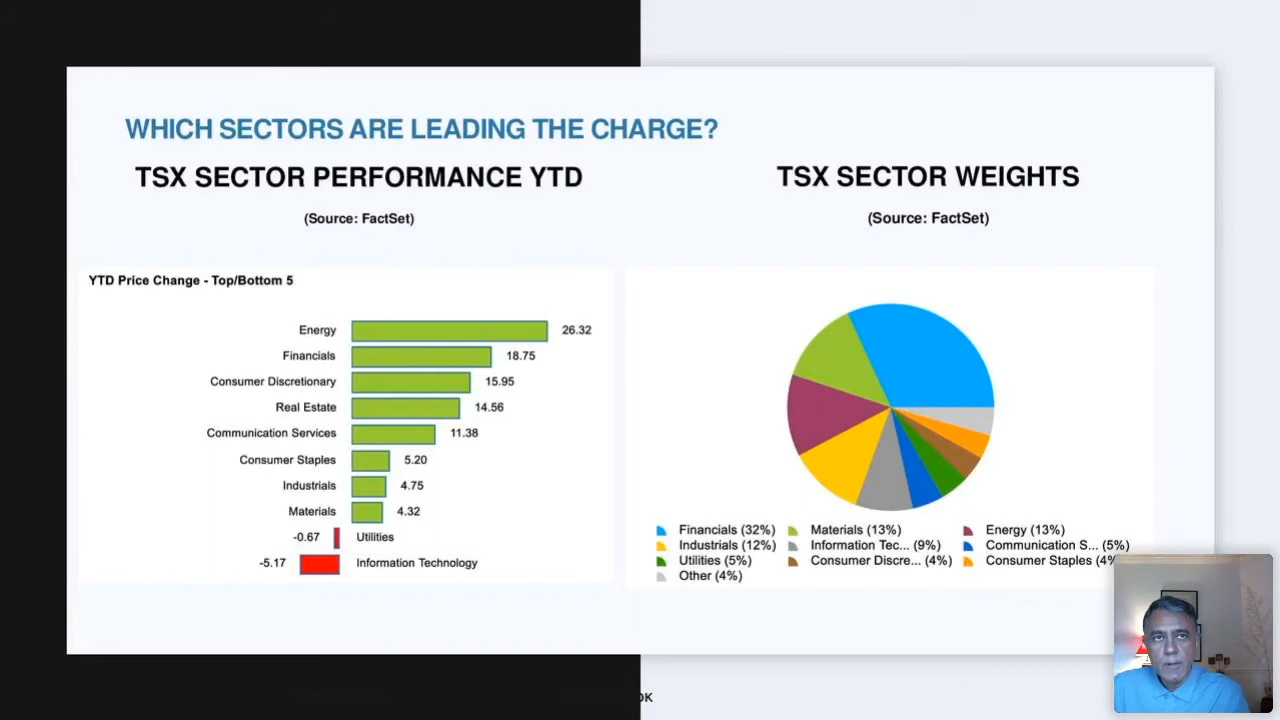 WHICH SECTORS ARE LEADING THE CHARGE?
TSX SECTOR PERFORMANCE YTD
(Source: FactSet)
YTD Price Change - Top/Bottom 5
Energy 26.32
Financials 18.75
Consumer Discretionary 15.95
Real Estate 14.56
Communication Services 11.38
Consumer Staples 5.20
Industrials 4.75
Materials 4.32
-0.67 Utilities
-5.17 Information Technology
TSX SECTOR WEIGHTS
(Source: FactSet)
Financials (32%) Materials (13%) Energy (13%)
Industrials (12%) Information Tec... (9%) Communication S... (5%)
Utilities (5%) Consumer Discre... (4%) Consumer Staples (4%
Other (4%)